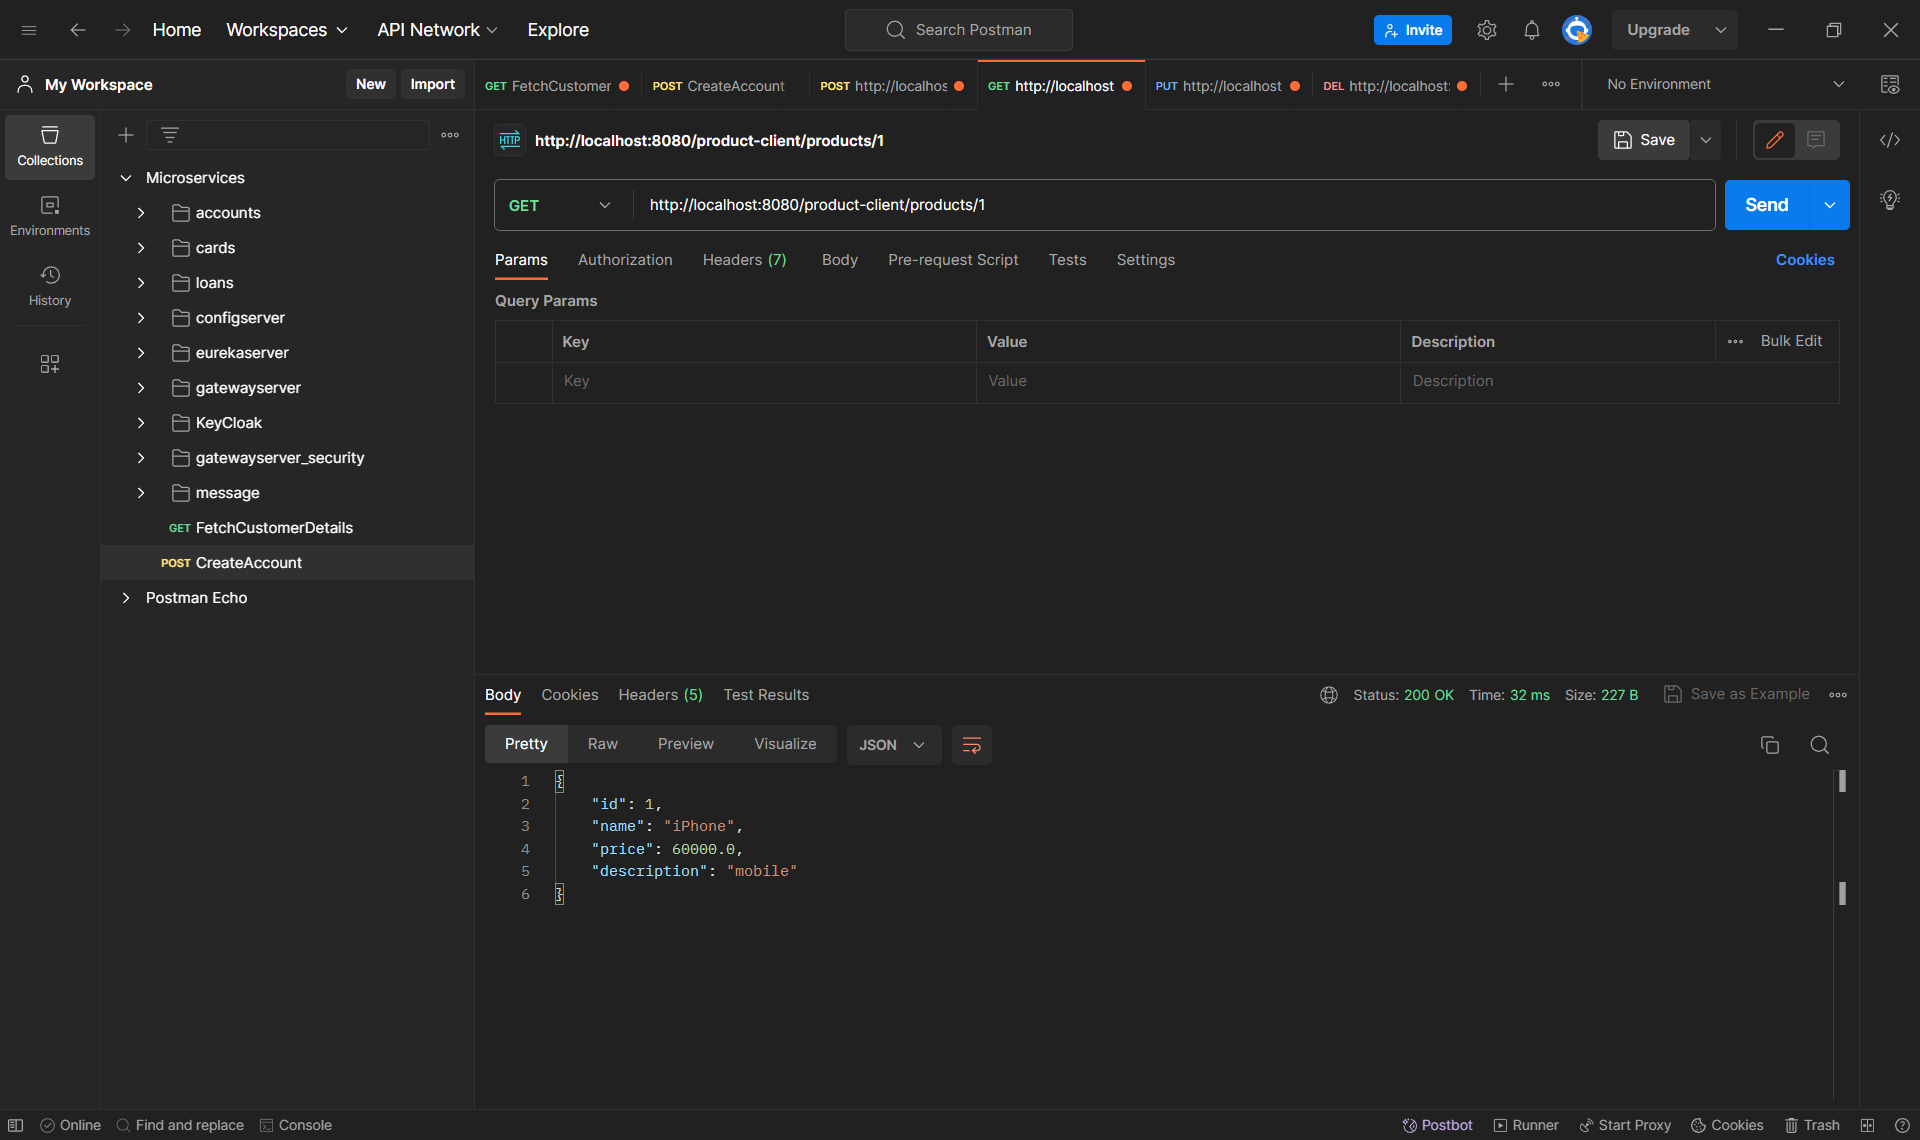 Home Workspaces API Network Explore Search Postman Invite Upgrade
My Workspace New Import GET FetchCustomer POST CreateAccount POST http://localhos GET http://localhost PUT http://localhost DEL http://localhost: No Environment
http://localhost:8080/product-client/products/1 Save
Collections
Environments
History
Microservices
accounts
cards
loans
configserver
eurekaserver
gatewayserver
KeyCloak
gatewayserver_security
message
GET FetchCustomerDetails
POST CreateAccount
Postman Echo
HTTP
GET http://localhost:8080/product-client/products/1 Send
Params Authorization Headers (7) Body Pre-request Script Tests Settings Cookies
Query Params
Key Value Description Bulk Edit
Key Value Description
Body Cookies Headers (5) Test Results Status: 200 OK Time: 32 ms Size: 227 B Save as Example
Pretty Raw Preview Visualize JSON
1 {
2 "id": 1,
3 "name": "iPhone",
4 "price": 60000.0,
5 "description": "mobile"
6 }
Online Find and replace Console Postbot Runner Start Proxy Cookies Trash